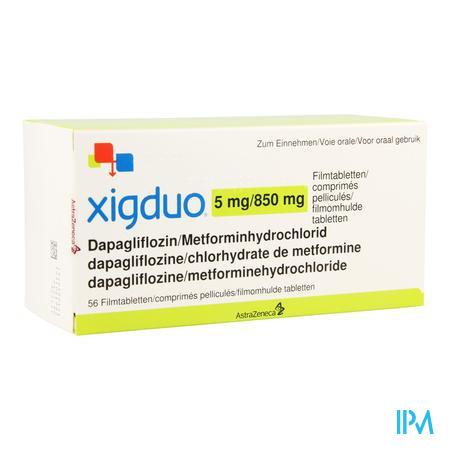 Zum Einnehmen/Voie orale/Voor oraal gebruik
xigduo® 5 mg/850 mg
Filmtabletten/
comprimés
pelliculés/
filmomhulde
tabletten
Dapagliflozin/Metforminhydrochlorid
dapagliflozine/chlorhydrate de metformine
dapagliflozine/metforminehydrochloride
56 Filmtabletten/comprimés pelliculés/filmomhulde tabletten
AstraZeneca
AstraZeneca
IPM